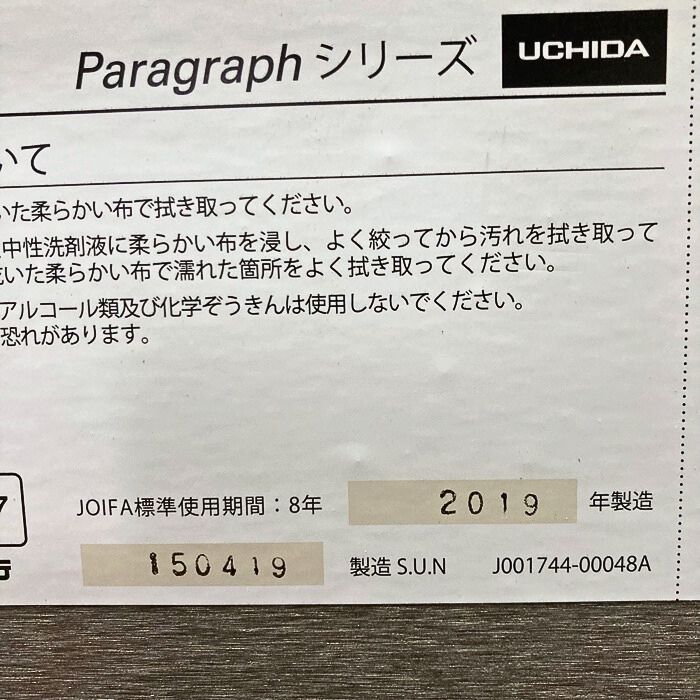 Paragraph シリーズ UCHIDA
いて
いた柔らかい布で拭き取ってください。
中性洗剤液に柔らかい布を浸し、よく絞ってから汚れを拭き取って
いた柔らかい布で濡れた箇所をよく拭き取ってください。
アルコール類及び化学ぞうきんは使用しないでください。
恐れがあります。
7
JOIFA標準使用期間：8年 2019 年製造
150419 製造 S.U.N J001744-00048A